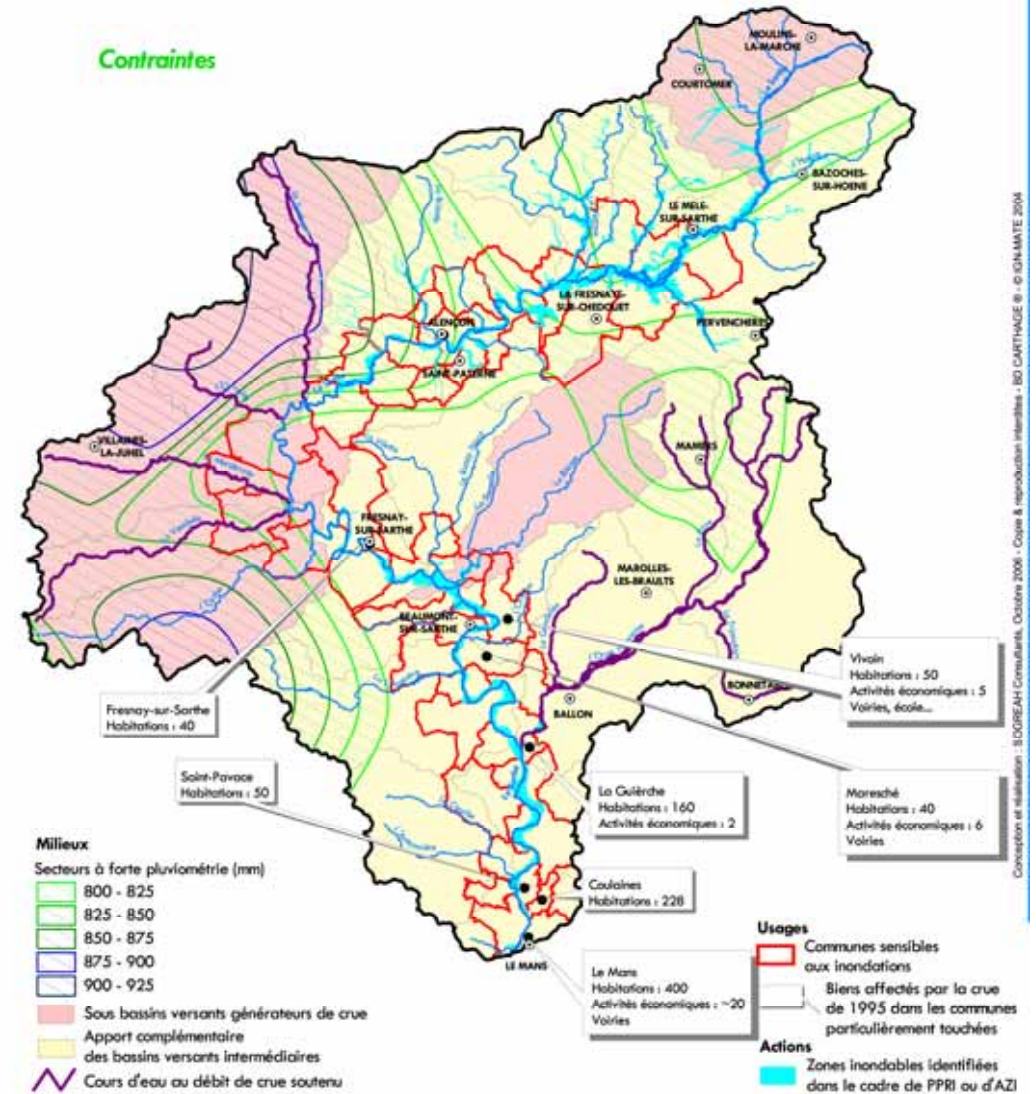 Contraintes
MOULINS-
LA-MARCHE
COURTOMER
BAZOCHES-
SUR-HOENE
LE MELE-
SUR-SARTHE
LA FRESNAYE-
SUR-CHEDOUET
PERVENCHERES
ALENÇON
SAINT-PATERNE
VILLAINES-
LA-JUHEL
MAMERS
FRESNAY-
SUR-SARTHE
MAROLLES-
LES-BRAULTS
BEAUMONT-
SUR-SARTHE
BALLON
LE MANS
Fresnay-sur-Sarthe
Habitations : 40
Vivoin
Habitations : 50
Activités économiques : 5
Voiries, école...
Saint-Pavace
Habitations : 50
La Guièrche
Habitations : 160
Activités économiques : 2
Maresché
Habitations : 40
Activités économiques : 6
Voiries
Coulaines
Habitations : 228
Le Mans
Habitations : 400
Activités économiques : ~20
Voiries
Milieux
Secteurs à forte pluviométrie (mm)
800 - 825
825 - 850
850 - 875
875 - 900
900 - 925
Sous bassins versants générateurs de crue
Apport complémentaire
des bassins versants intermédiaires
Cours d'eau au débit de crue soutenu
Usages
Communes sensibles
aux inondations
Biens affectés par la crue
de 1995 dans les communes
particulièrement touchées
Actions
Zones inondables identifiées
dans le cadre de PPRI ou d'AZI
Conception et réalisation : SOGREAH Consultants, Octobre 2006 - Copie & reproduction interdites - BD CARTHAGE ® - © IGN-MATE 2004